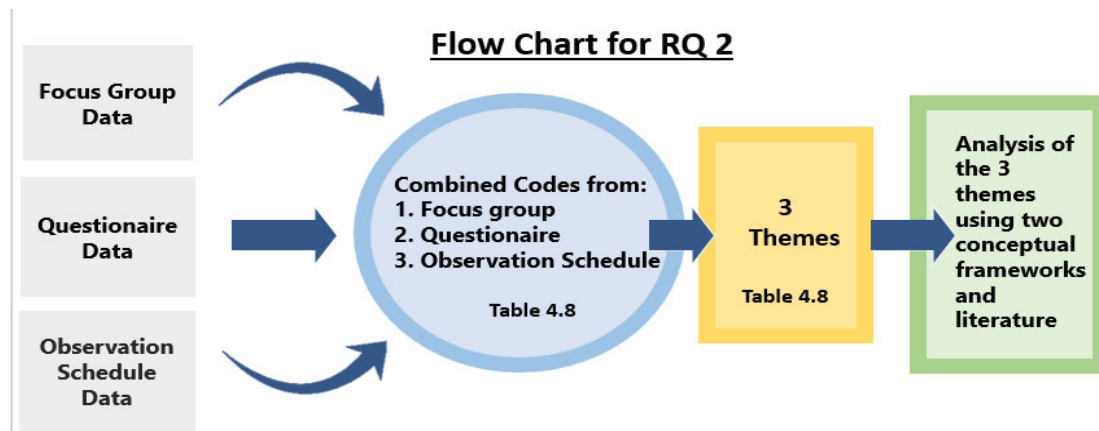 Flow Chart for RQ 2
Focus Group
Data
Questionaire
Data
Observation
Schedule
Data
Combined Codes from:
1. Focus group
2. Questionaire
3. Observation Schedule
Table 4.8
3
Themes
Table 4.8
Analysis of
the 3
themes
using two
conceptual
frameworks
and
literature